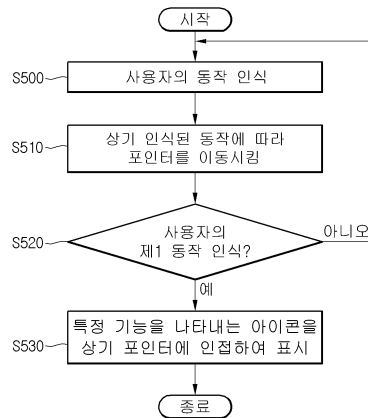 시작
S500
사용자의 동작 인식
S510
상기 인식된 동작에 따라
포인터를 이동시킴
S520
사용자의
제1 동작 인식?
아니오
예
S530
특정 기능을 나타내는 아이콘을
상기 포인터에 인접하여 표시
종료